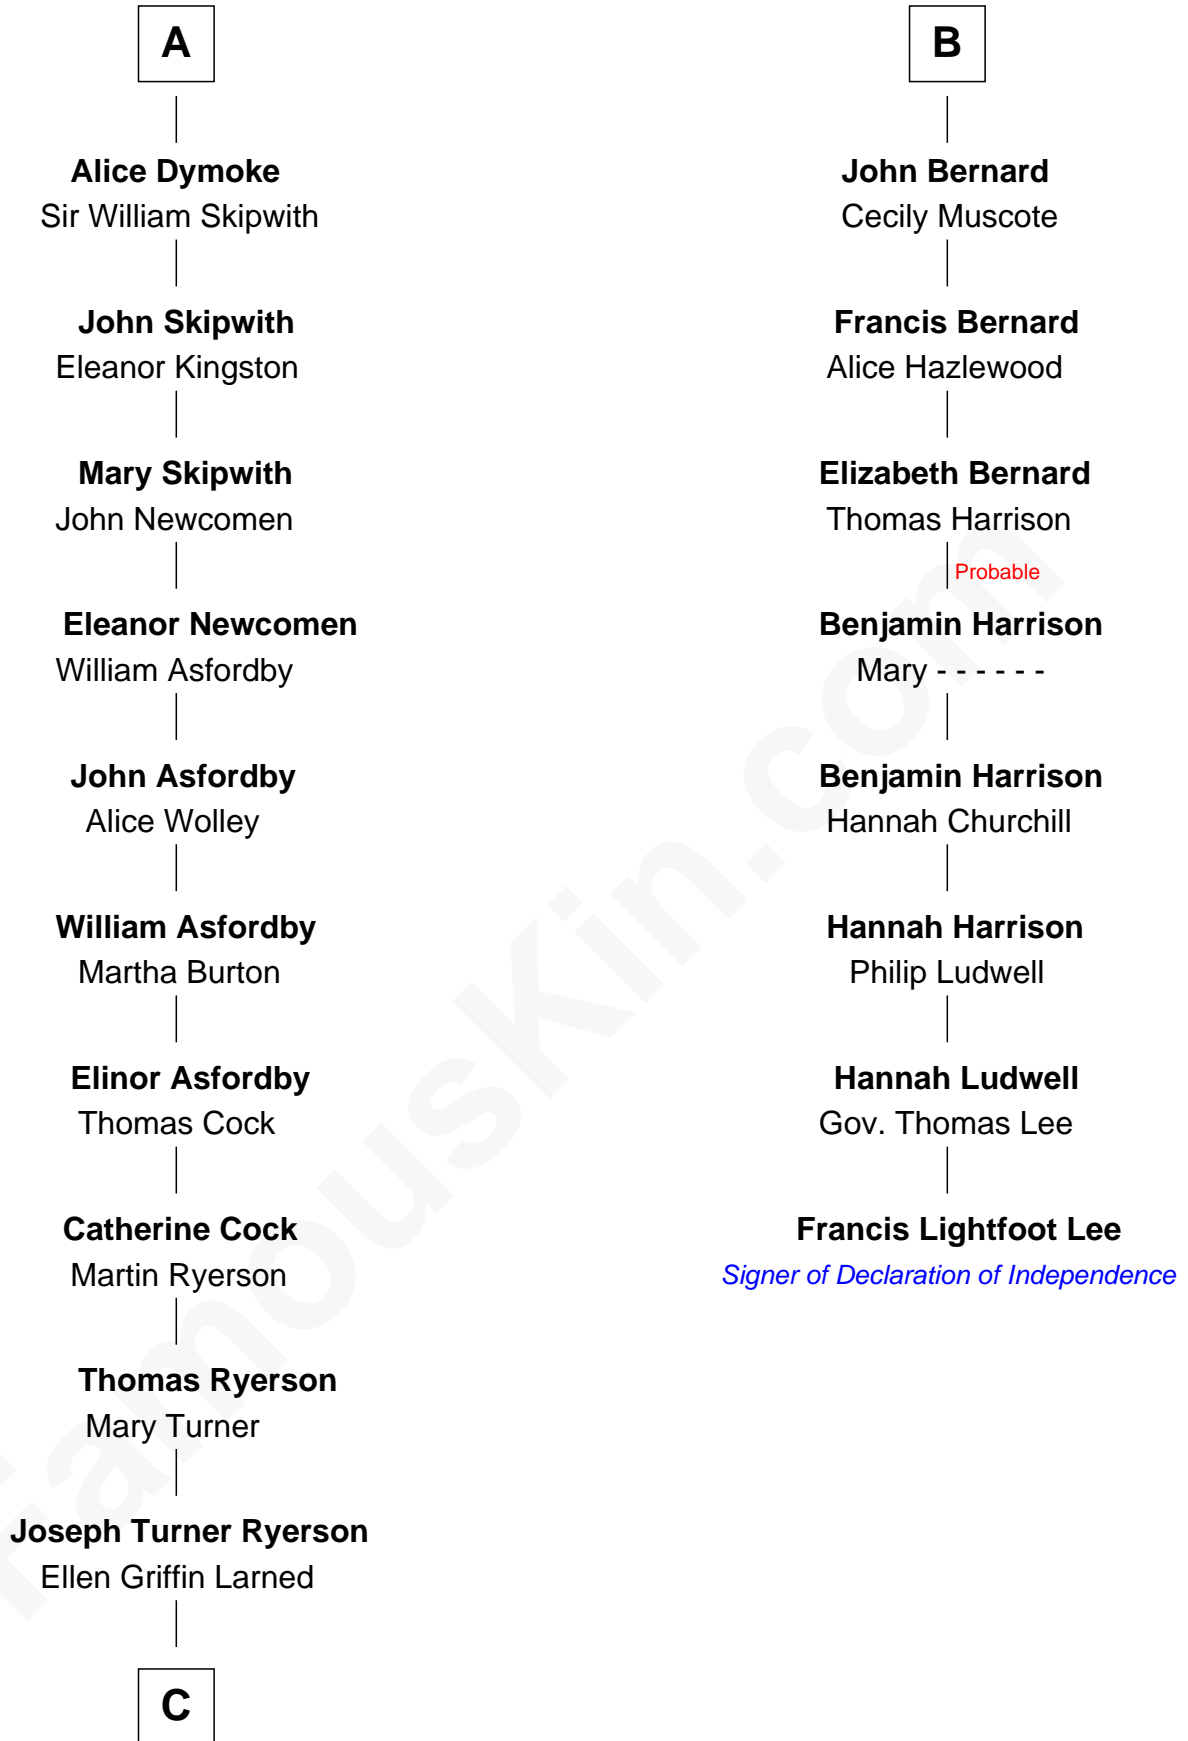 A
Alice Dymoke
Sir William Skipwith
John Skipwith
Eleanor Kingston
Mary Skipwith
John Newcomen
Eleanor Newcomen
William Asfordby
John Asfordby
Alice Wolley
William Asfordby
Martha Burton
Elinor Asfordby
Thomas Cock
Catherine Cock
Martin Ryerson
Thomas Ryerson
Mary Turner
Joseph Turner Ryerson
Ellen Griffin Larned
C
B
John Bernard
Cecily Muscote
Francis Bernard
Alice Hazlewood
Elizabeth Bernard
Thomas Harrison
Probable
Benjamin Harrison
Mary - - - - - -
Benjamin Harrison
Hannah Churchill
Hannah Harrison
Philip Ludwell
Hannah Ludwell
Gov. Thomas Lee
Francis Lightfoot Lee
Signer of Declaration of Independence
FamousKin.com